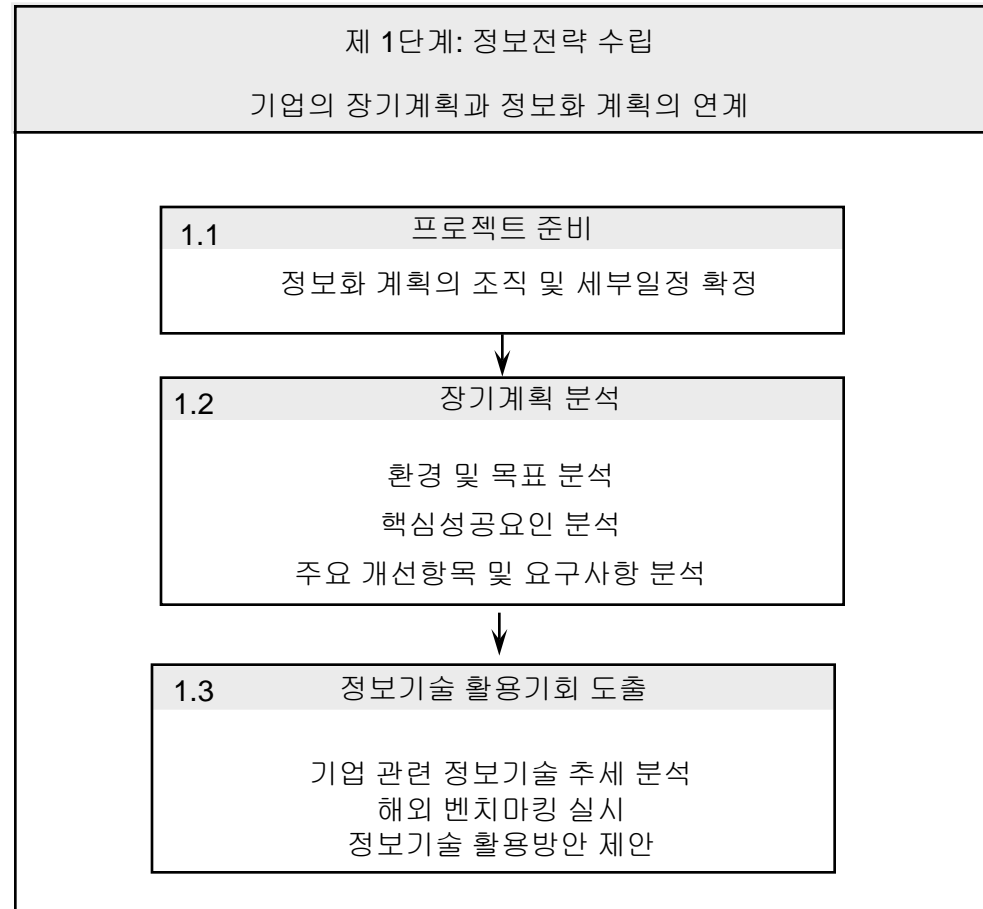 제 1단계: 정보전략 수립
기업의 장기계획과 정보화 계획의 연계
1.1 프로젝트 준비
정보화 계획의 조직 및 세부일정 확정
1.2 장기계획 분석
환경 및 목표 분석
핵심성공요인 분석
주요 개선항목 및 요구사항 분석
1.3 정보기술 활용기회 도출
기업 관련 정보기술 추세 분석
해외 벤치마킹 실시
정보기술 활용방안 제안